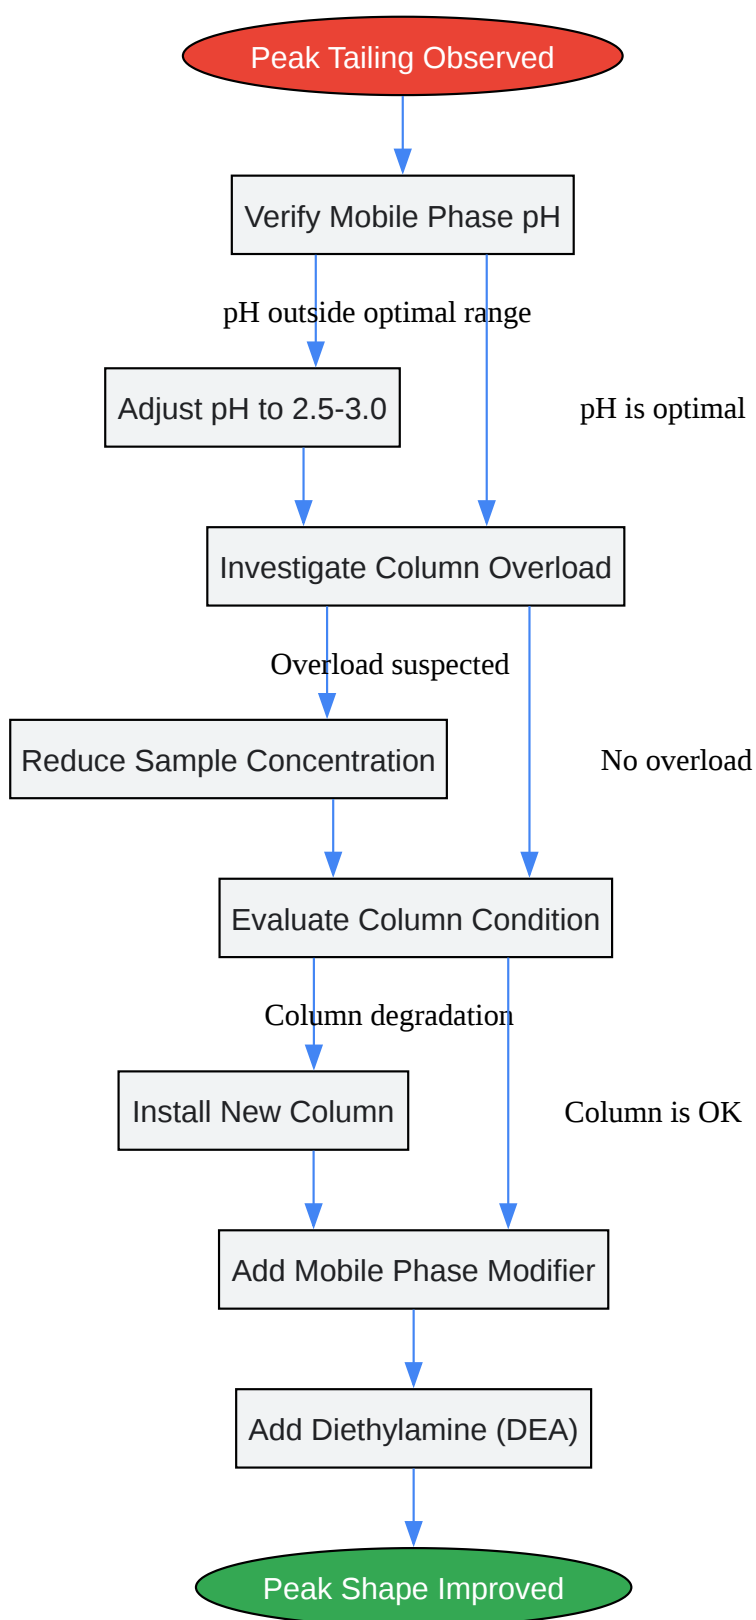 Peak Tailing Observed
Verify Mobile Phase pH
pH outside optimal range
Adjust pH to 2.5-3.0
pH is optimal
Investigate Column Overload
Overload suspected
Reduce Sample Concentration
No overload
Evaluate Column Condition
Column degradation
Install New Column
Column is OK
Add Mobile Phase Modifier
Add Diethylamine (DEA)
Peak Shape Improved